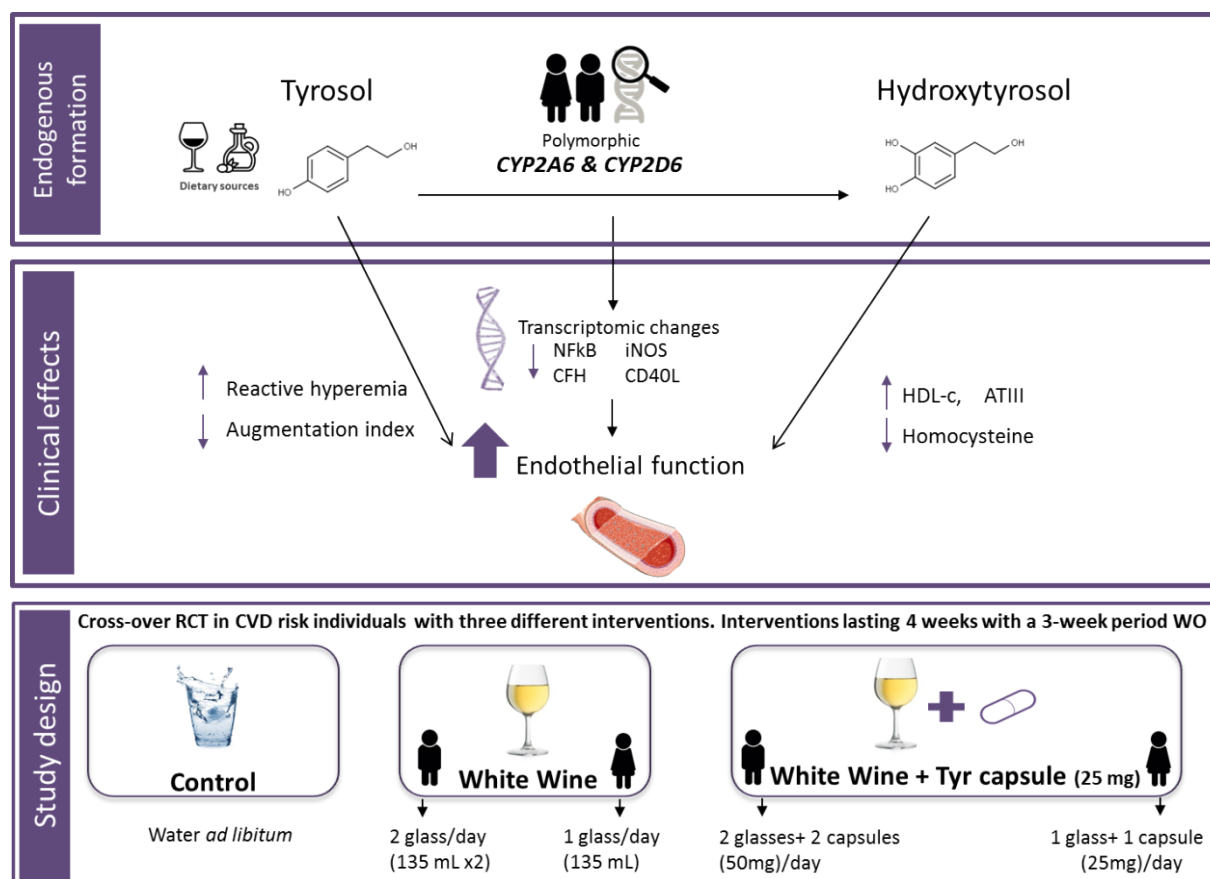 Endogenous
formation
Tyrosol
Dietary sources
HO
OH
Polymorphic
CYP2A6 & CYP2D6
Hydroxytyrosol
HO
HO
OH
Clinical effects
Transcriptomic changes
NFkB iNOS
CFH CD40L
Reactive hyperemia
Augmentation index
HDL-c, ATIII
Homocysteine
Endothelial function
Study design
Cross-over RCT in CVD risk individuals with three different interventions. Interventions lasting 4 weeks with a 3-week period WO
Control
Water ad libitum
White Wine
2 glass/day
(135 mL x2)
1 glass/day
(135 mL)
White Wine + Tyr capsule (25 mg)
2 glasses+ 2 capsules
(50mg)/day
1 glass+ 1 capsule
(25mg)/day